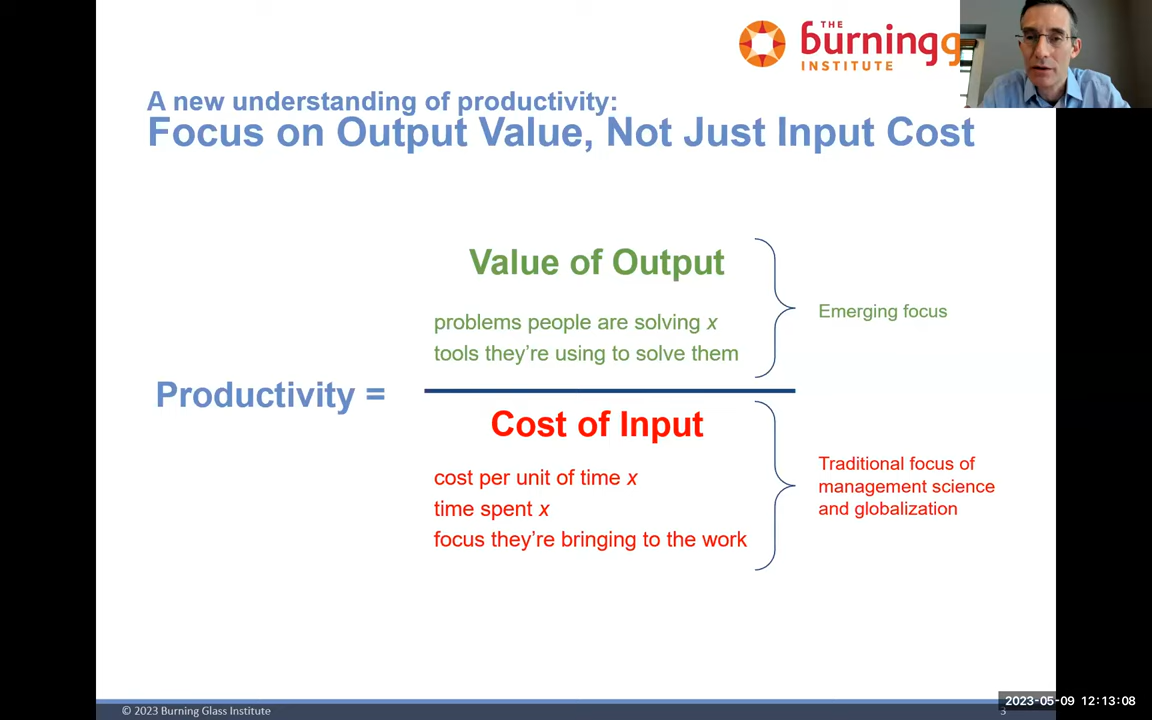 THE
burning
INSTITUTE
A new understanding of productivity:
Focus on Output Value, Not Just Input Cost
Value of Output
problems people are solving x
tools they're using to solve them
Emerging focus
Productivity =
Cost of Input
cost per unit of time x
time spent x
focus they're bringing to the work
Traditional focus of
management science
and globalization
© 2023 Burning Glass Institute
2023-05-09 12:13:08
3